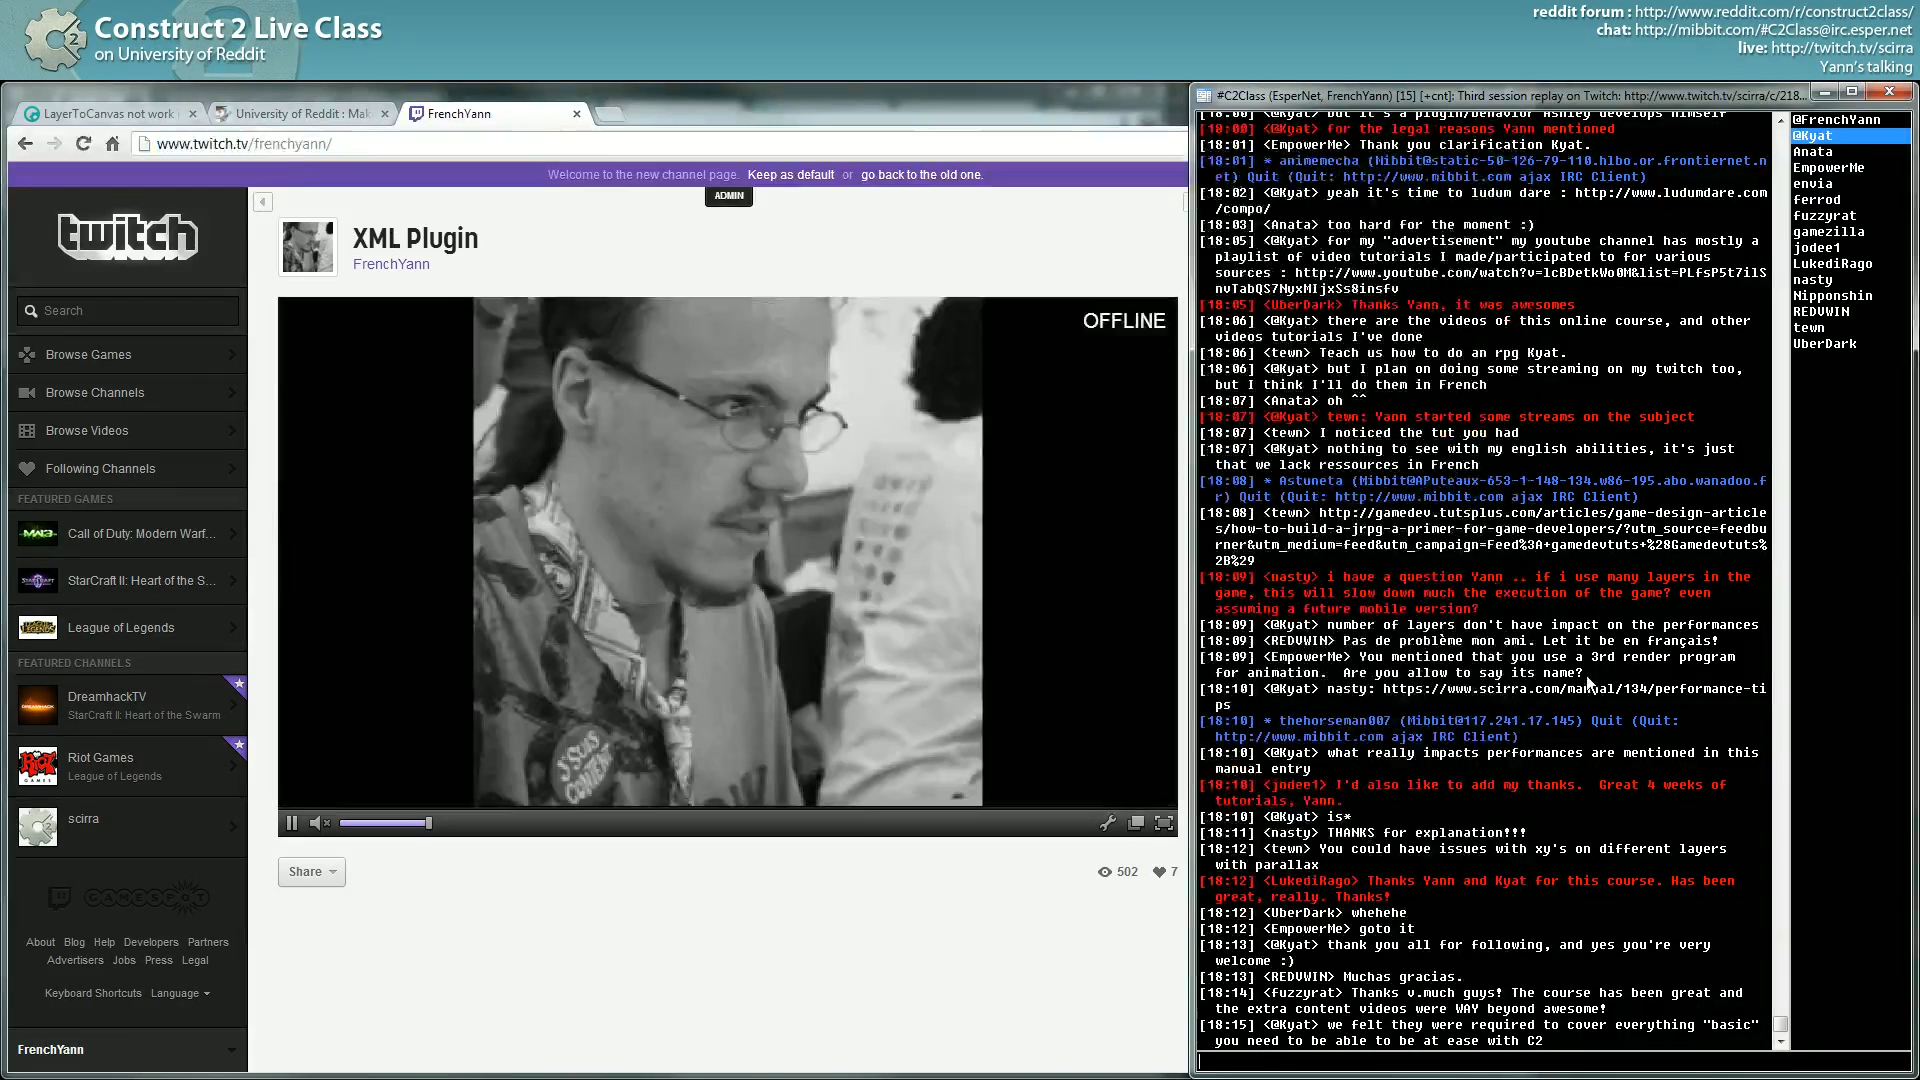 Construct 2 Live Class
on University of Reddit
reddit forum : http://www.reddit.com/r/construct2class/
chat: http://mibbit.com/#C2Class@irc.esper.net
live: http://twitch.tv/scirra
Yann's talking
LayerToCanvas not work
University of Reddit : Mak
FrenchYann
www.twitch.tv/frenchyann/
Welcome to the new channel page. Keep as default or go back to the old one.
ADMIN
twitch
Search
Browse Games
Browse Channels
Browse Videos
Following Channels
FEATURED GAMES
Call of Duty: Modern Warf...
StarCraft II: Heart of the S...
League of Legends
FEATURED CHANNELS
DreamhackTV
StarCraft II: Heart of the Swarm
Riot Games
League of Legends
scirra
GAMESPOT
About Blog Help Developers Partners
Advertisers Jobs Press Legal
Keyboard Shortcuts Language
FrenchYann
XML Plugin
FrenchYann
OFFLINE
Share
502
7
#C2Class (EsperNet, FrenchYann) [15] [+cnt]: Third session replay on Twitch: http://www.twitch.tv/scirra/c/218...
[18:00] <@Kyat> but it's a plugin/behavior Ashley develops himself
[18:00] <@Kyat> for the legal reasons Yann mentioned
[18:01] <EmpowerMe> Thank you clarification Kyat.
[18:01] * animemecha (Mibbit@static-50-126-79-110.hlbo.or.frontiernet.n
et) Quit (Quit: http://www.mibbit.com ajax IRC Client)
[18:02] <@Kyat> yeah it's time to ludum dare : http://www.ludumdare.com
/compo/
[18:03] <Anata> too hard for the moment :)
[18:05] <@Kyat> for my "advertisement" my youtube channel has mostly a
playlist of video tutorials I made/participated to for various
sources : http://www.youtube.com/watch?v=lcBDetkWo0M&list=PLfsP5t7ilS
nvTabQS7NyxMIjxSs8insfv
[18:05] <UberDark> Thanks Yann, it was awesomes
[18:06] <@Kyat> there are the videos of this online course, and other
videos tutorials I've done
[18:06] <tewn> Teach us how to do an rpg Kyat.
[18:06] <@Kyat> but I plan on doing some streaming on my twitch too,
but I think I'll do them in French
[18:07] <Anata> oh ^^
[18:07] <@Kyat> tewn: Yann started some streams on the subject
[18:07] <tewn> I noticed the tut you had
[18:07] <@Kyat> nothing to see with my english abilities, it's just
that we lack ressources in French
[18:08] * Astuneta (Mibbit@APuteaux-653-1-148-134.w86-195.abo.wanadoo.f
r) Quit (Quit: http://www.mibbit.com ajax IRC Client)
[18:08] <tewn> http://gamedev.tutsplus.com/articles/game-design-article
s/how-to-build-a-jrpg-a-primer-for-game-developers/?utm_source=feedbu
rner&utm_medium=feed&utm_campaign=Feed%3A+gamedevtuts+%28Gamedevtuts%
2B%29
[18:09] <nasty> i have a question Yann .. if i use many layers in the
game, this will slow down much the execution of the game? even
assuming a future mobile version?
[18:09] <@Kyat> number of layers don't have impact on the performances
[18:09] <REDVWIN> Pas de problème mon ami. Let it be en français!
[18:09] <EmpowerMe> You mentioned that you use a 3rd render program
for animation. Are you allow to say its name?
[18:10] <@Kyat> nasty: https://www.scirra.com/manual/134/performance-ti
ps
[18:10] * thehorseman007 (Mibbit@117.241.17.145) Quit (Quit:
http://www.mibbit.com ajax IRC Client)
[18:10] <@Kyat> what really impacts performances are mentioned in this
manual entry
[18:10] <jodee1> I'd also like to add my thanks. Great 4 weeks of
tutorials, Yann.
[18:10] <@Kyat> is*
[18:11] <nasty> THANKS for explanation!!!
[18:12] <tewn> You could have issues with xy's on different layers
with parallax
[18:12] <LukediRago> Thanks Yann and Kyat for this course. Has been
great, really. Thanks!
[18:12] <UberDark> whehehe
[18:12] <EmpowerMe> goto it
[18:13] <@Kyat> thank you all for following, and yes you're very
welcome :)
[18:13] <REDVWIN> Muchas gracias.
[18:14] <fuzzyrat> Thanks v.much guys! The course has been great and
the extra content videos were WAY beyond awesome!
[18:15] <@Kyat> we felt they were required to cover everything "basic"
you need to be able to be at ease with C2
@FrenchYann
@Kyat
Anata
EmpowerMe
envia
ferrod
fuzzyrat
gamezilla
jodee1
LukediRago
nasty
Nipponshin
REDVWIN
tewn
UberDark